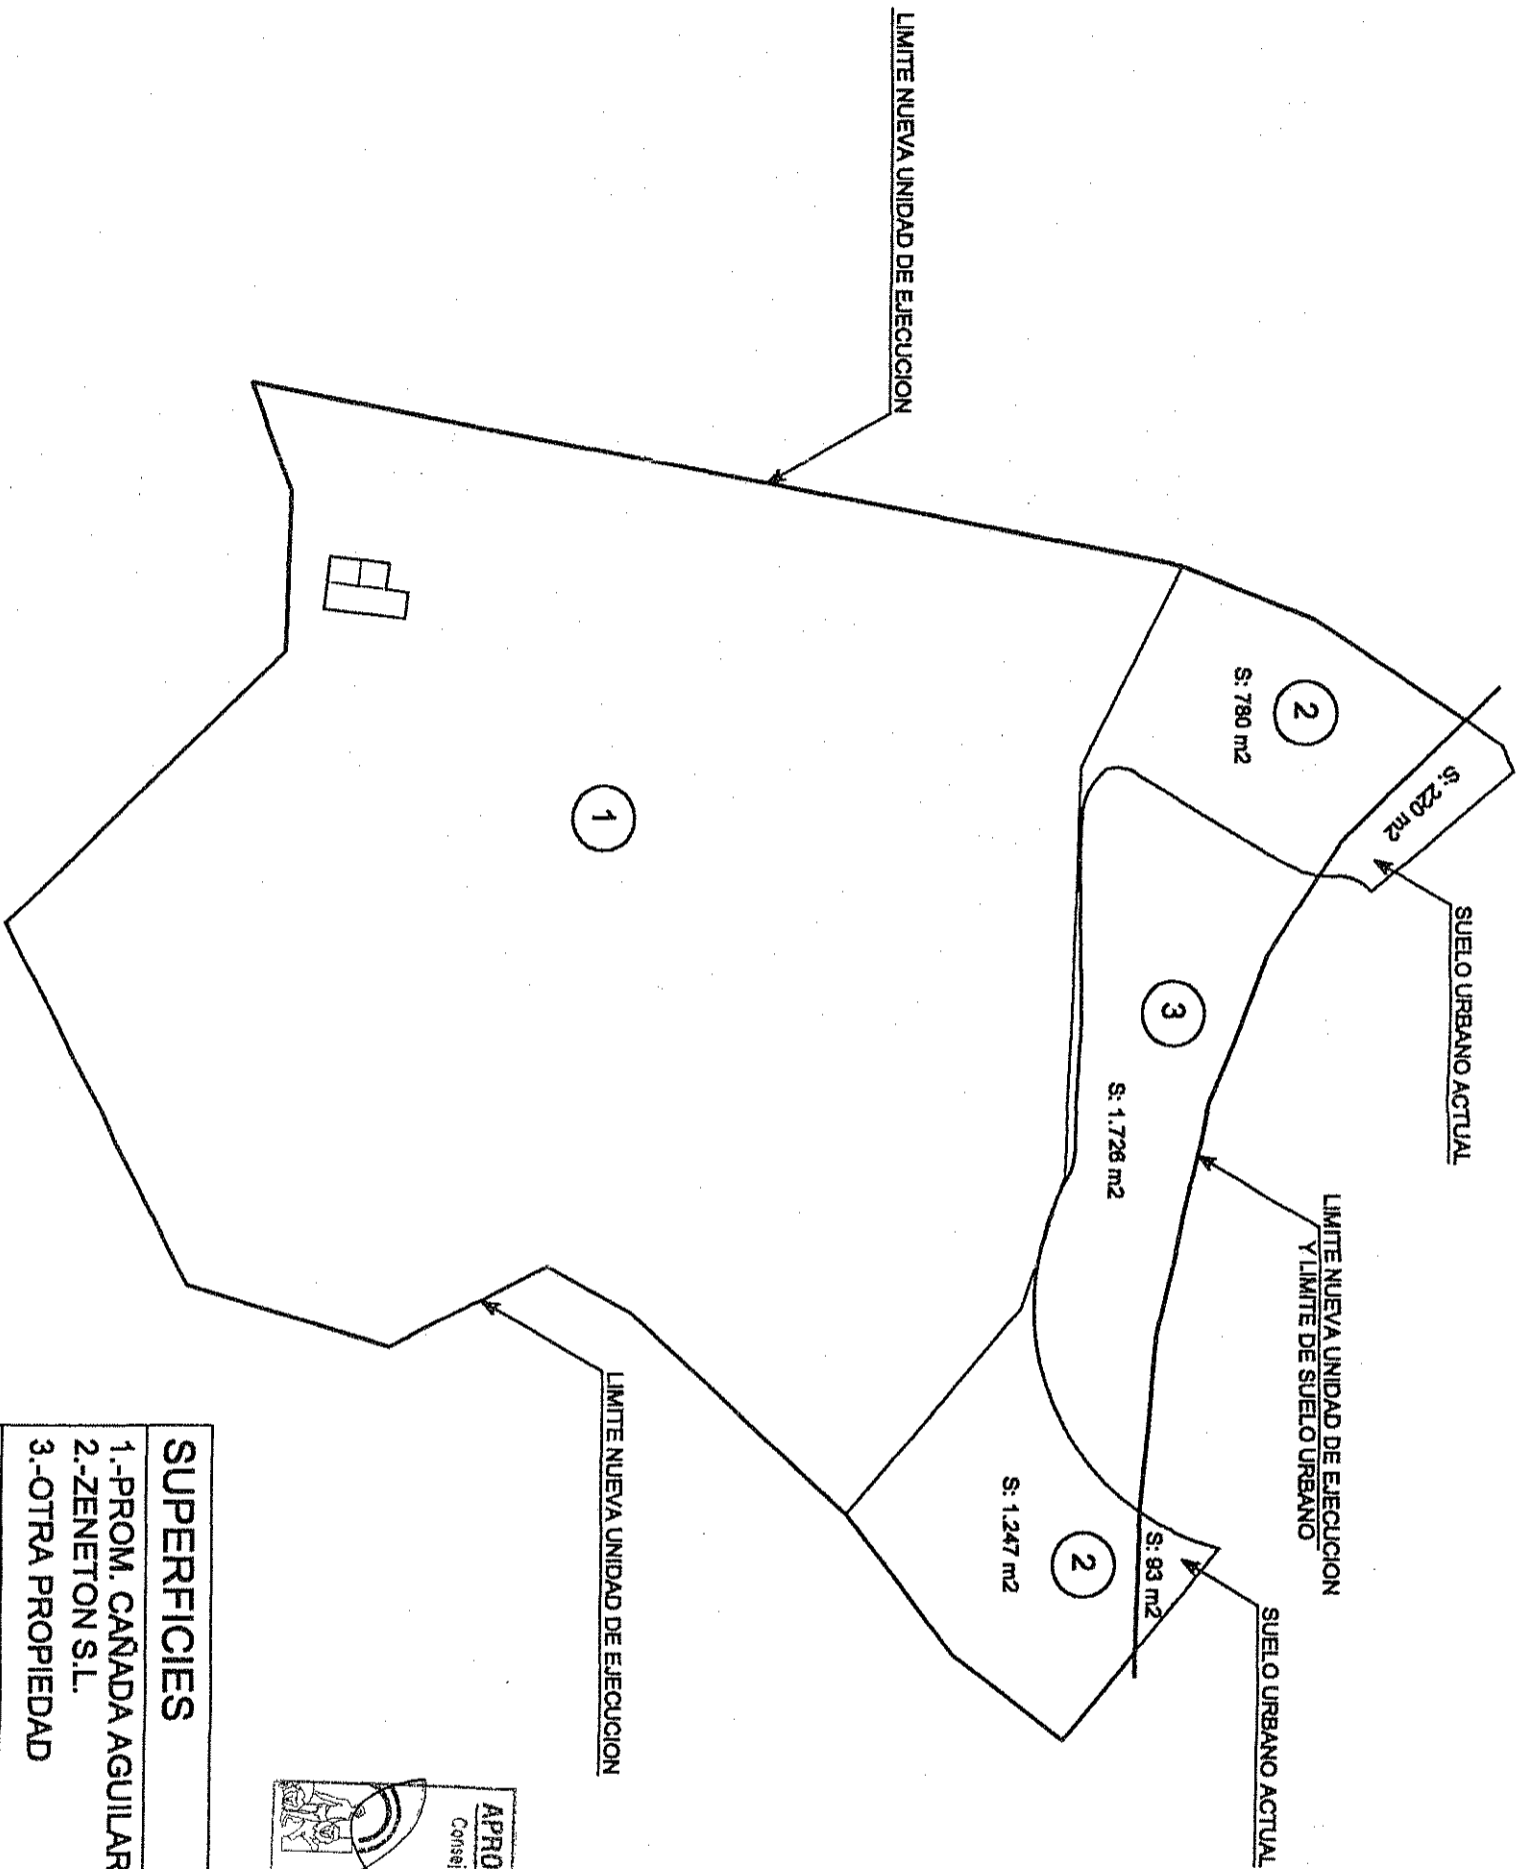 SUELO URBANO ACTUAL
S: 220 m2
LIMITE NUEVA UNIDAD DE EJECUCION
Y LIMITE DE SUELO URBANO
SUELO URBANO ACTUAL
2
S: 780 m2
3
S: 1.726 m2
S: 93 m2
2
S: 1.247 m2
LIMITE NUEVA UNIDAD DE EJECUCION
1
LIMITE NUEVA UNIDAD DE EJECUCION
APRO
Consej
SUPERFICIES
1.-PROM. CAÑADA AGUILAR
2.-ZENETON S.L.
3.-OTRA PROPIEDAD